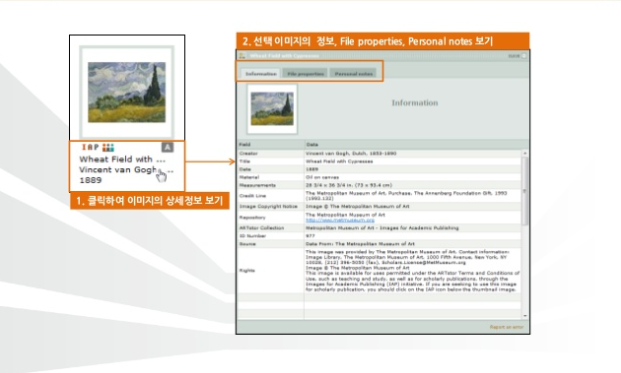 2. 선택 이미지의 정보, File properties, Personal notes 보기
Wheat Field with Cypresses
Information File properties Personal notes
Information
IAP
A
Wheat Field with ...
Vincent van Gogh, ...
1889
1. 클릭하여 이미지의 상세정보 보기
Field Data
Creator Vincent van Gogh, Dutch, 1853-1890
Title Wheat Field with Cypresses
Date 1889
Material Oil on canvas
Measurements 28 3/4 x 36 3/4 in. (73 x 93.4 cm)
Credit Line The Metropolitan Museum of Art, Purchase, The Annenberg Foundation Gift, 1993
(1993.132)
Image Copyright Notice Image © The Metropolitan Museum of Art
Repository The Metropolitan Museum of Art
http://www.metmuseum.org
ARTstor Collection Metropolitan Museum of Art - Images for Academic Publishing
ID Number 977
Source Data From: The Metropolitan Museum of Art
This image was provided by The Metropolitan Museum of Art. Contact information:
Image Library, The Metropolitan Museum of Art, 1000 Fifth Avenue, New York, NY
10028, (212) 396-5050 (fax), Scholars.License@MetMuseum.org
Image © The Metropolitan Museum of Art
Rights This image is available for uses permitted under the ARTstor Terms and Conditions of
Use, such as teaching and study, as well as for scholarly publications, through the
Images for Academic Publishing (IAP) initiative. If you are seeking to use this image
for scholarly publication, you should click on the IAP icon below the thumbnail image.
Report an error